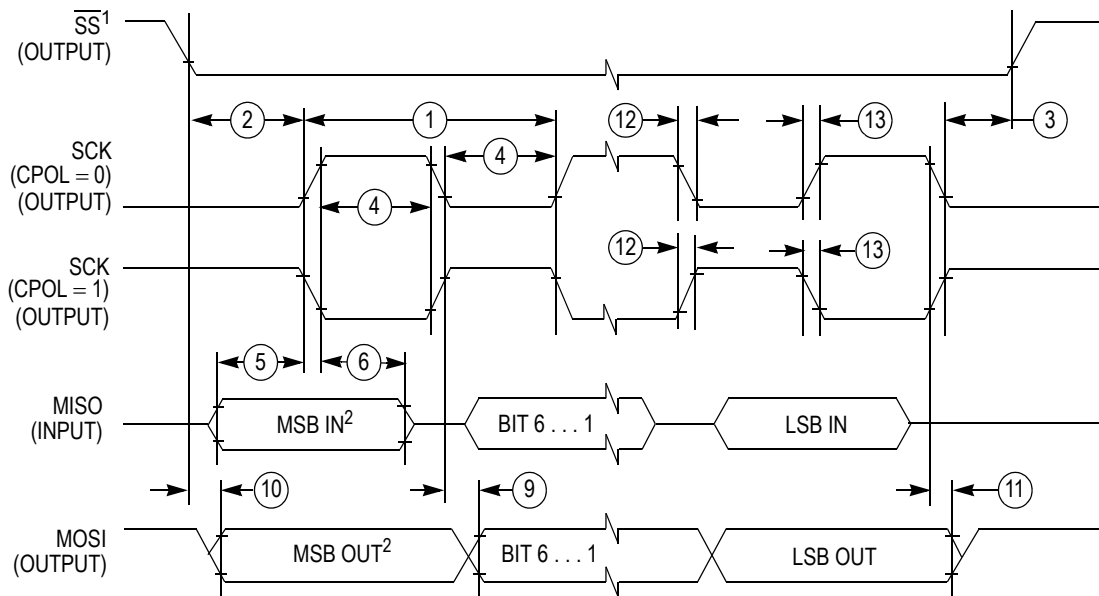 SS¹
(OUTPUT)
2
1
12
13
3
SCK
(CPOL = 0)
(OUTPUT)
4
4
SCK
(CPOL = 1)
(OUTPUT)
12
13
5
6
MISO
(INPUT)
MSB IN²
BIT 6 . . . 1
LSB IN
10
9
11
MOSI
(OUTPUT)
MSB OUT²
BIT 6 . . . 1
LSB OUT